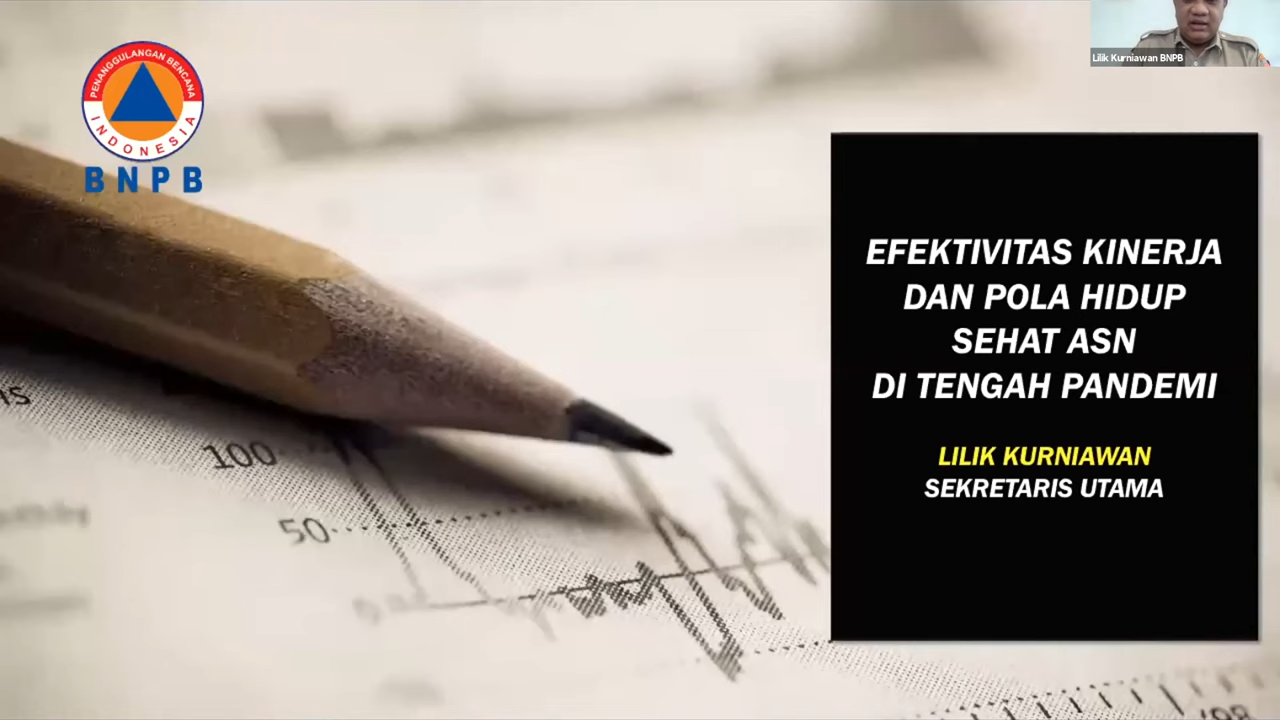 PENANGGULANGAN BENCANA
INDONESIA
BNPB
Lilik Kurniawan BNPB
EFEKTIVITAS KINERJA
DAN POLA HIDUP
SEHAT ASN
DI TENGAH PANDEMI
LILIK KURNIAWAN
SEKRETARIS UTAMA
100
50
0